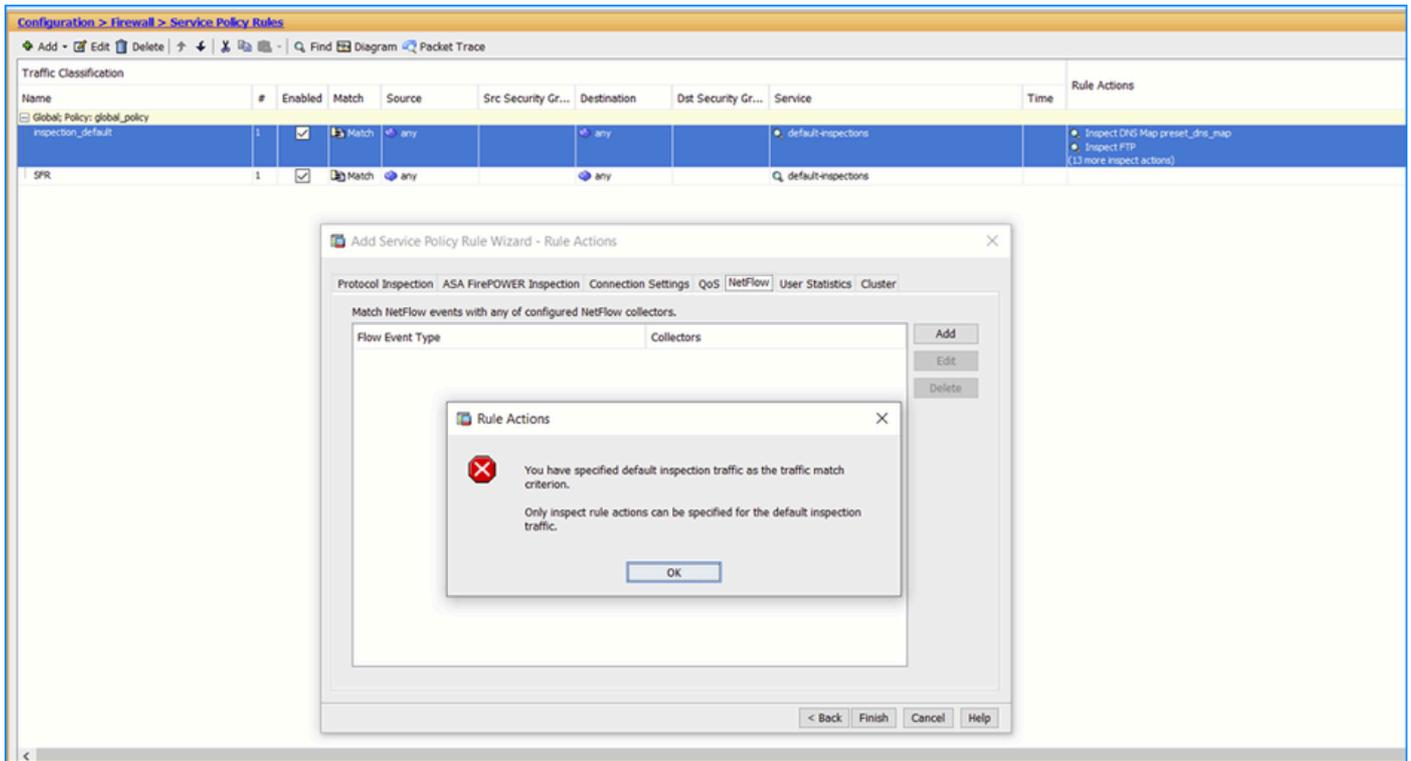 Configuration > Firewall > Service Policy Rules
Add Edit Delete Find Diagram Packet Trace
Traffic Classification
Rule Actions
Name # Enabled Match Source Src Security Gr... Destination Dst Security Gr... Service Time
Global; Policy: global_policy
inspection_default 1 Match any any default-inspections Inspect DNS Map preset_dns_map
Inspect FTP
(13 more inspect actions)
SFR 1 Match any any default-inspections
Add Service Policy Rule Wizard - Rule Actions
Protocol Inspection ASA FirePOWER Inspection Connection Settings QoS NetFlow User Statistics Cluster
Match NetFlow events with any of configured NetFlow collectors.
Flow Event Type Collectors Add
Edit
Delete
Rule Actions
You have specified default inspection traffic as the traffic match
criterion.
Only inspect rule actions can be specified for the default inspection
traffic.
OK
< Back Finish Cancel Help